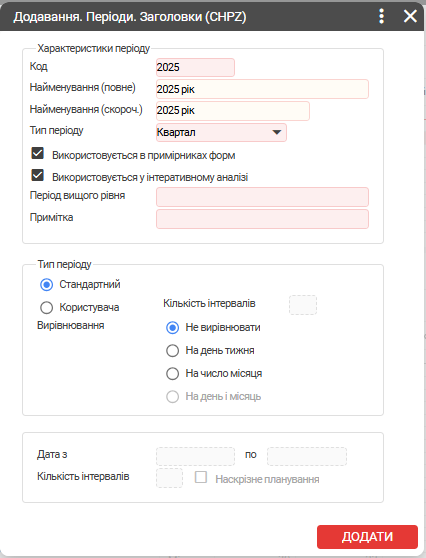 Додавання. Періоди. Заголовки (CHPZ)
Характеристики періоду
Код 2025
Найменування (повне) 2025 рік
Найменування (скороч.) 2025 рік
Тип періоду Квартал
Використовується в примірниках форм
Використовується у інтеративному аналізі
Період вищого рівня
Примітка
Тип періоду
Стандартний
Користувача Кількість інтервалів
Вирівнювання Не вирівнювати
На день тижня
На число місяця
На день і місяць
Дата з по
Кількість інтервалів Наскрізне планування
ДОДАТИ